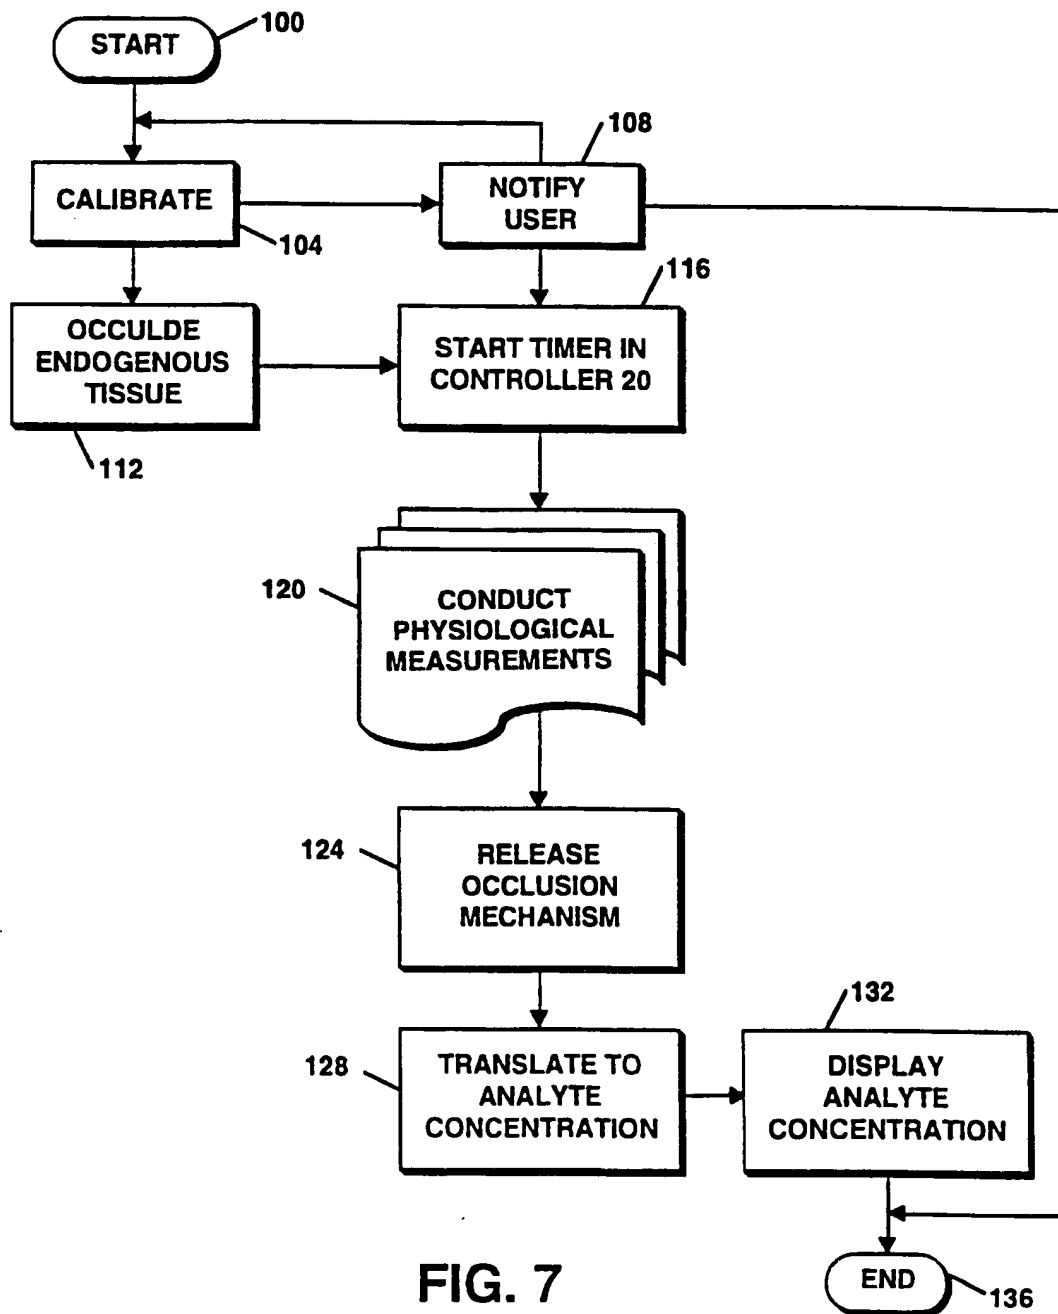 START
100
108
CALIBRATE
104
NOTIFY
USER
116
OCCULDE
ENDOGENOUS
TISSUE
112
START TIMER IN
CONTROLLER 20
120
CONDUCT
PHYSIOLOGICAL
MEASUREMENTS
124
RELEASE
OCCLUSION
MECHANISM
132
128
TRANSLATE TO
ANALYTE
CONCENTRATION
DISPLAY
ANALYTE
CONCENTRATION
END
136
FIG. 7